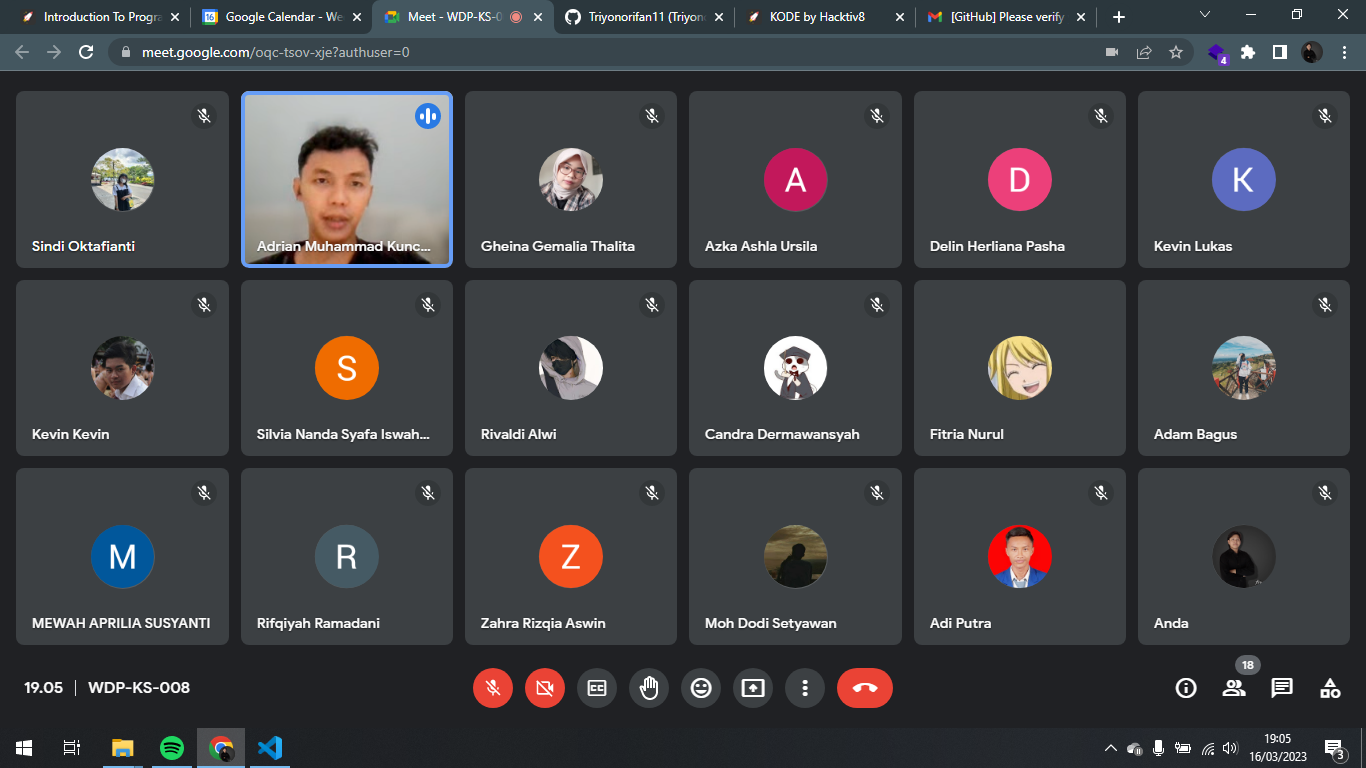 Introduction To Progra
Google Calendar - We
Meet - WDP-KS-0
Triyonorifan11 (Triyon
KODE by Hacktiv8
[GitHub] Please verify
meet.google.com/oqc-tsov-xje?authuser=0
4
Sindi Oktafianti
Adrian Muhammad Kunc...
Gheina Gemalia Thalita
A
Azka Ashla Ursila
D
Delin Herliana Pasha
K
Kevin Lukas
Kevin Kevin
S
Silvia Nanda Syafa Iswah...
Rivaldi Alwi
Candra Dermawansyah
Fitria Nurul
Adam Bagus
M
MEWAH APRILIA SUSYANTI
R
Rifqiyah Ramadani
Z
Zahra Rizqia Aswin
Moh Dodi Setyawan
Adi Putra
Anda
19.05 | WDP-KS-008
18
19:05
16/03/2023
3